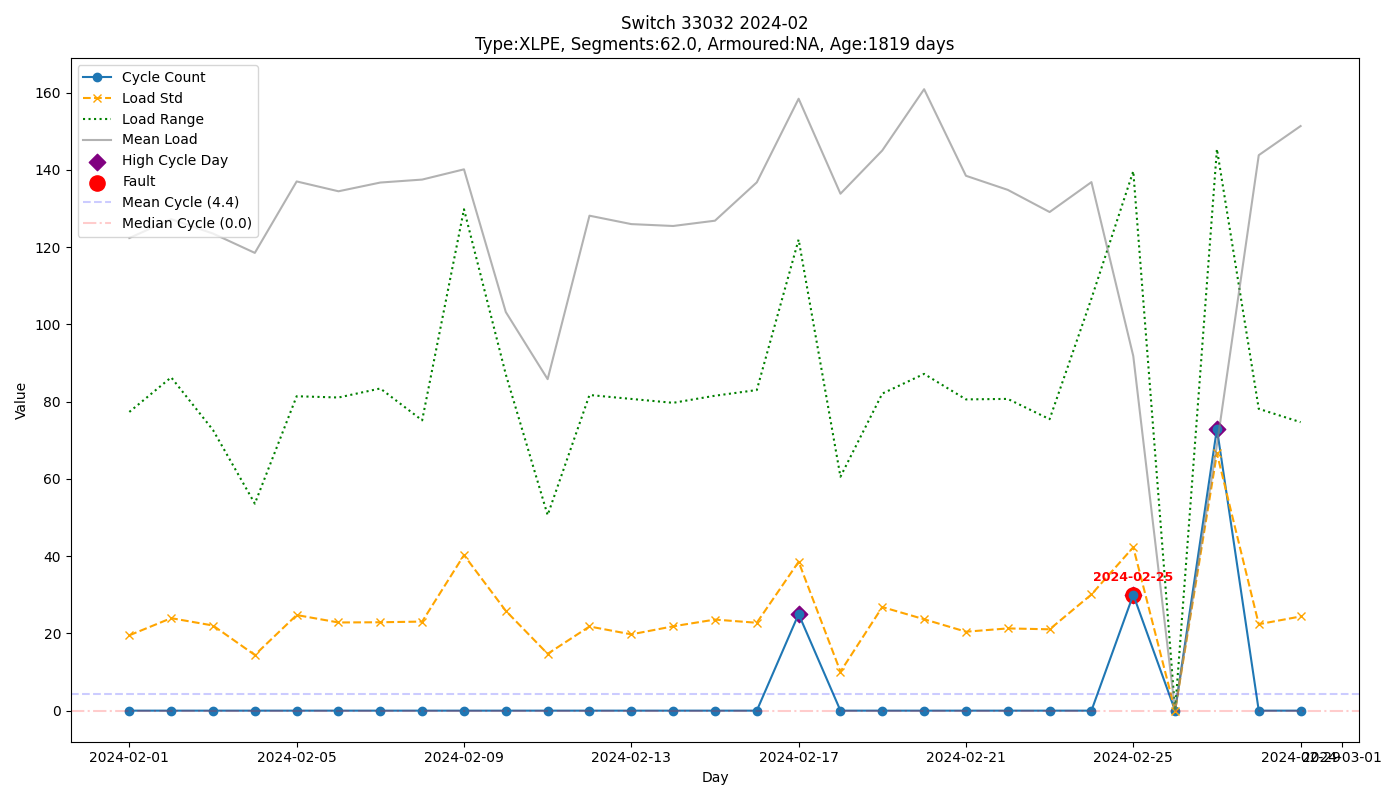 Switch 33032 2024-02
Type:XLPE, Segments:62.0, Armoured:NA, Age:1819 days
Cycle Count
Load Std
Load Range
Mean Load
High Cycle Day
Fault
Mean Cycle (4.4)
Median Cycle (0.0)
160
140
120
100
80
60
40
20
0
Value
2024-02-25
2024-02-01
2024-02-05
2024-02-09
2024-02-13
2024-02-17
2024-02-21
2024-02-25
2024-02-29
2024-03-01
Day